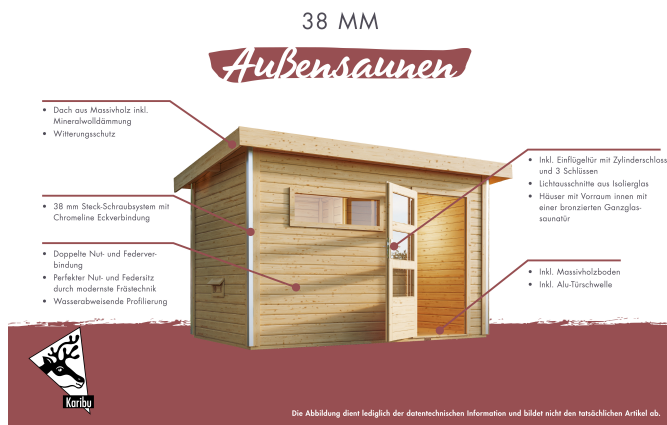 38 MM
Außensaunen
• Dach aus Massivholz inkl.
Mineralwolldämmung
• Witterungsschutz
• 38 mm Steck-Schraubsystem mit
Chromeline Eckverbindung
• Doppelte Nut- und Federver-
bindung
• Perfekter Nut- und Federsitz
durch modernste Frästechnik
• Wasserabweisende Profilierung
• Inkl. Einflügeltür mit Zylinderschloss
und 3 Schlüssen
• Lichtausschnitte aus Isolierglas
• Häuser mit Vorraum innen mit
einer bronzierten Ganzglas-
saunatür
• Inkl. Massivholzboden
• Inkl. Alu-Türschwelle
Karibu
Die Abbildung dient lediglich der datentechnischen Information und bildet nicht den tatsächlichen Artikel ab.